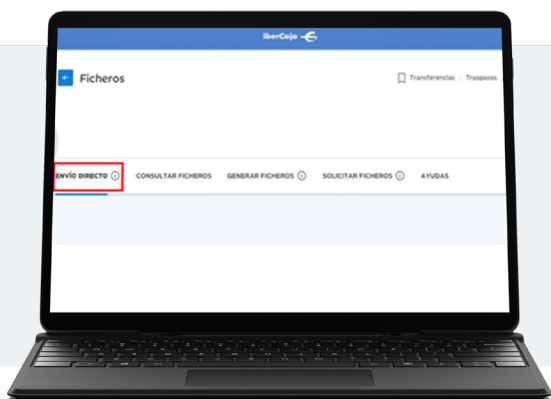 iberCaja
Ficheros
Transferencias | Traspasos
ENVÍO DIRECTO
CONSULTAR FICHEROS
GENERAR FICHEROS
SOLICITAR FICHEROS
AYUDAS